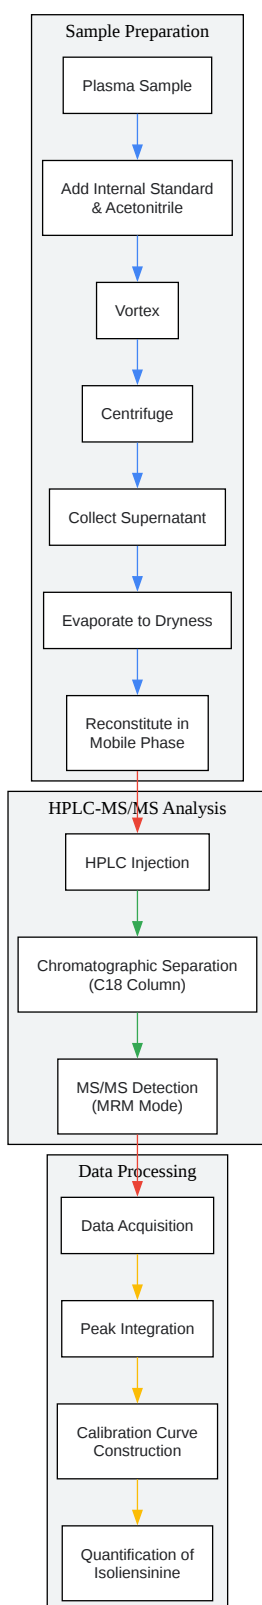 Sample Preparation
Plasma Sample
Add Internal Standard
& Acetonitrile
Vortex
Centrifuge
Collect Supernatant
Evaporate to Dryness
Reconstitute in
Mobile Phase
HPLC-MS/MS Analysis
HPLC Injection
Chromatographic Separation
(C18 Column)
MS/MS Detection
(MRM Mode)
Data Processing
Data Acquisition
Peak Integration
Calibration Curve
Construction
Quantification of
Isoliensinine